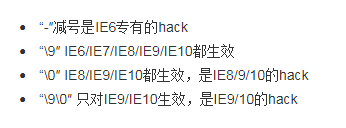 “-″减号是IE6专有的hack
“\9″ IE6/IE7/IE8/IE9/IE10都生效
“\0″ IE8/IE9/IE10都生效，是IE8/9/10的hack
“\9\0″ 只对IE9/IE10生效，是IE9/10的hack